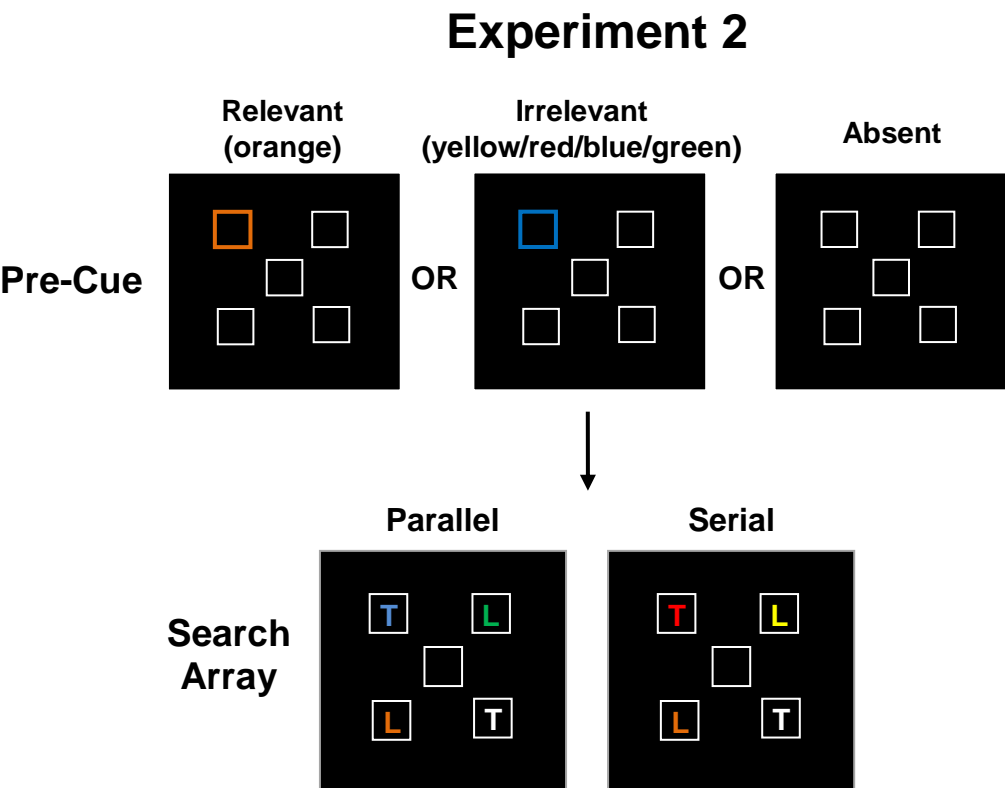 Experiment 2
Relevant
(orange)
Irrelevant
(yellow/red/blue/green)
Absent
Pre-Cue
OR
OR
Parallel
Serial
Search
Array
T L
L T
T L
L T